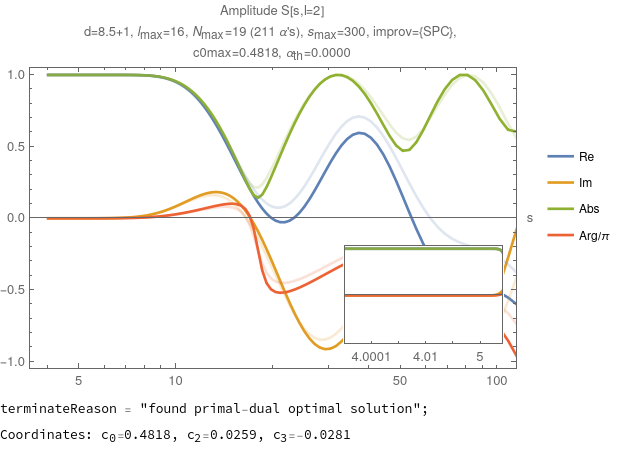 Amplitude S[s,l=2]
d=8.5+1, lmax=16, Nmax=19 (211 α's), smax=300, improv={SPC},
c0max=0.4818, αth=0.0000
1.0
0.5
0.0
−0.5
−1.0
s
Re
Im
Abs
Arg/π
4.0001 4.01 5
5 10 50 100
terminateReason = "found primal-dual optimal solution";
Coordinates: c0=0.4818, c2=0.0259, c3=-0.0281